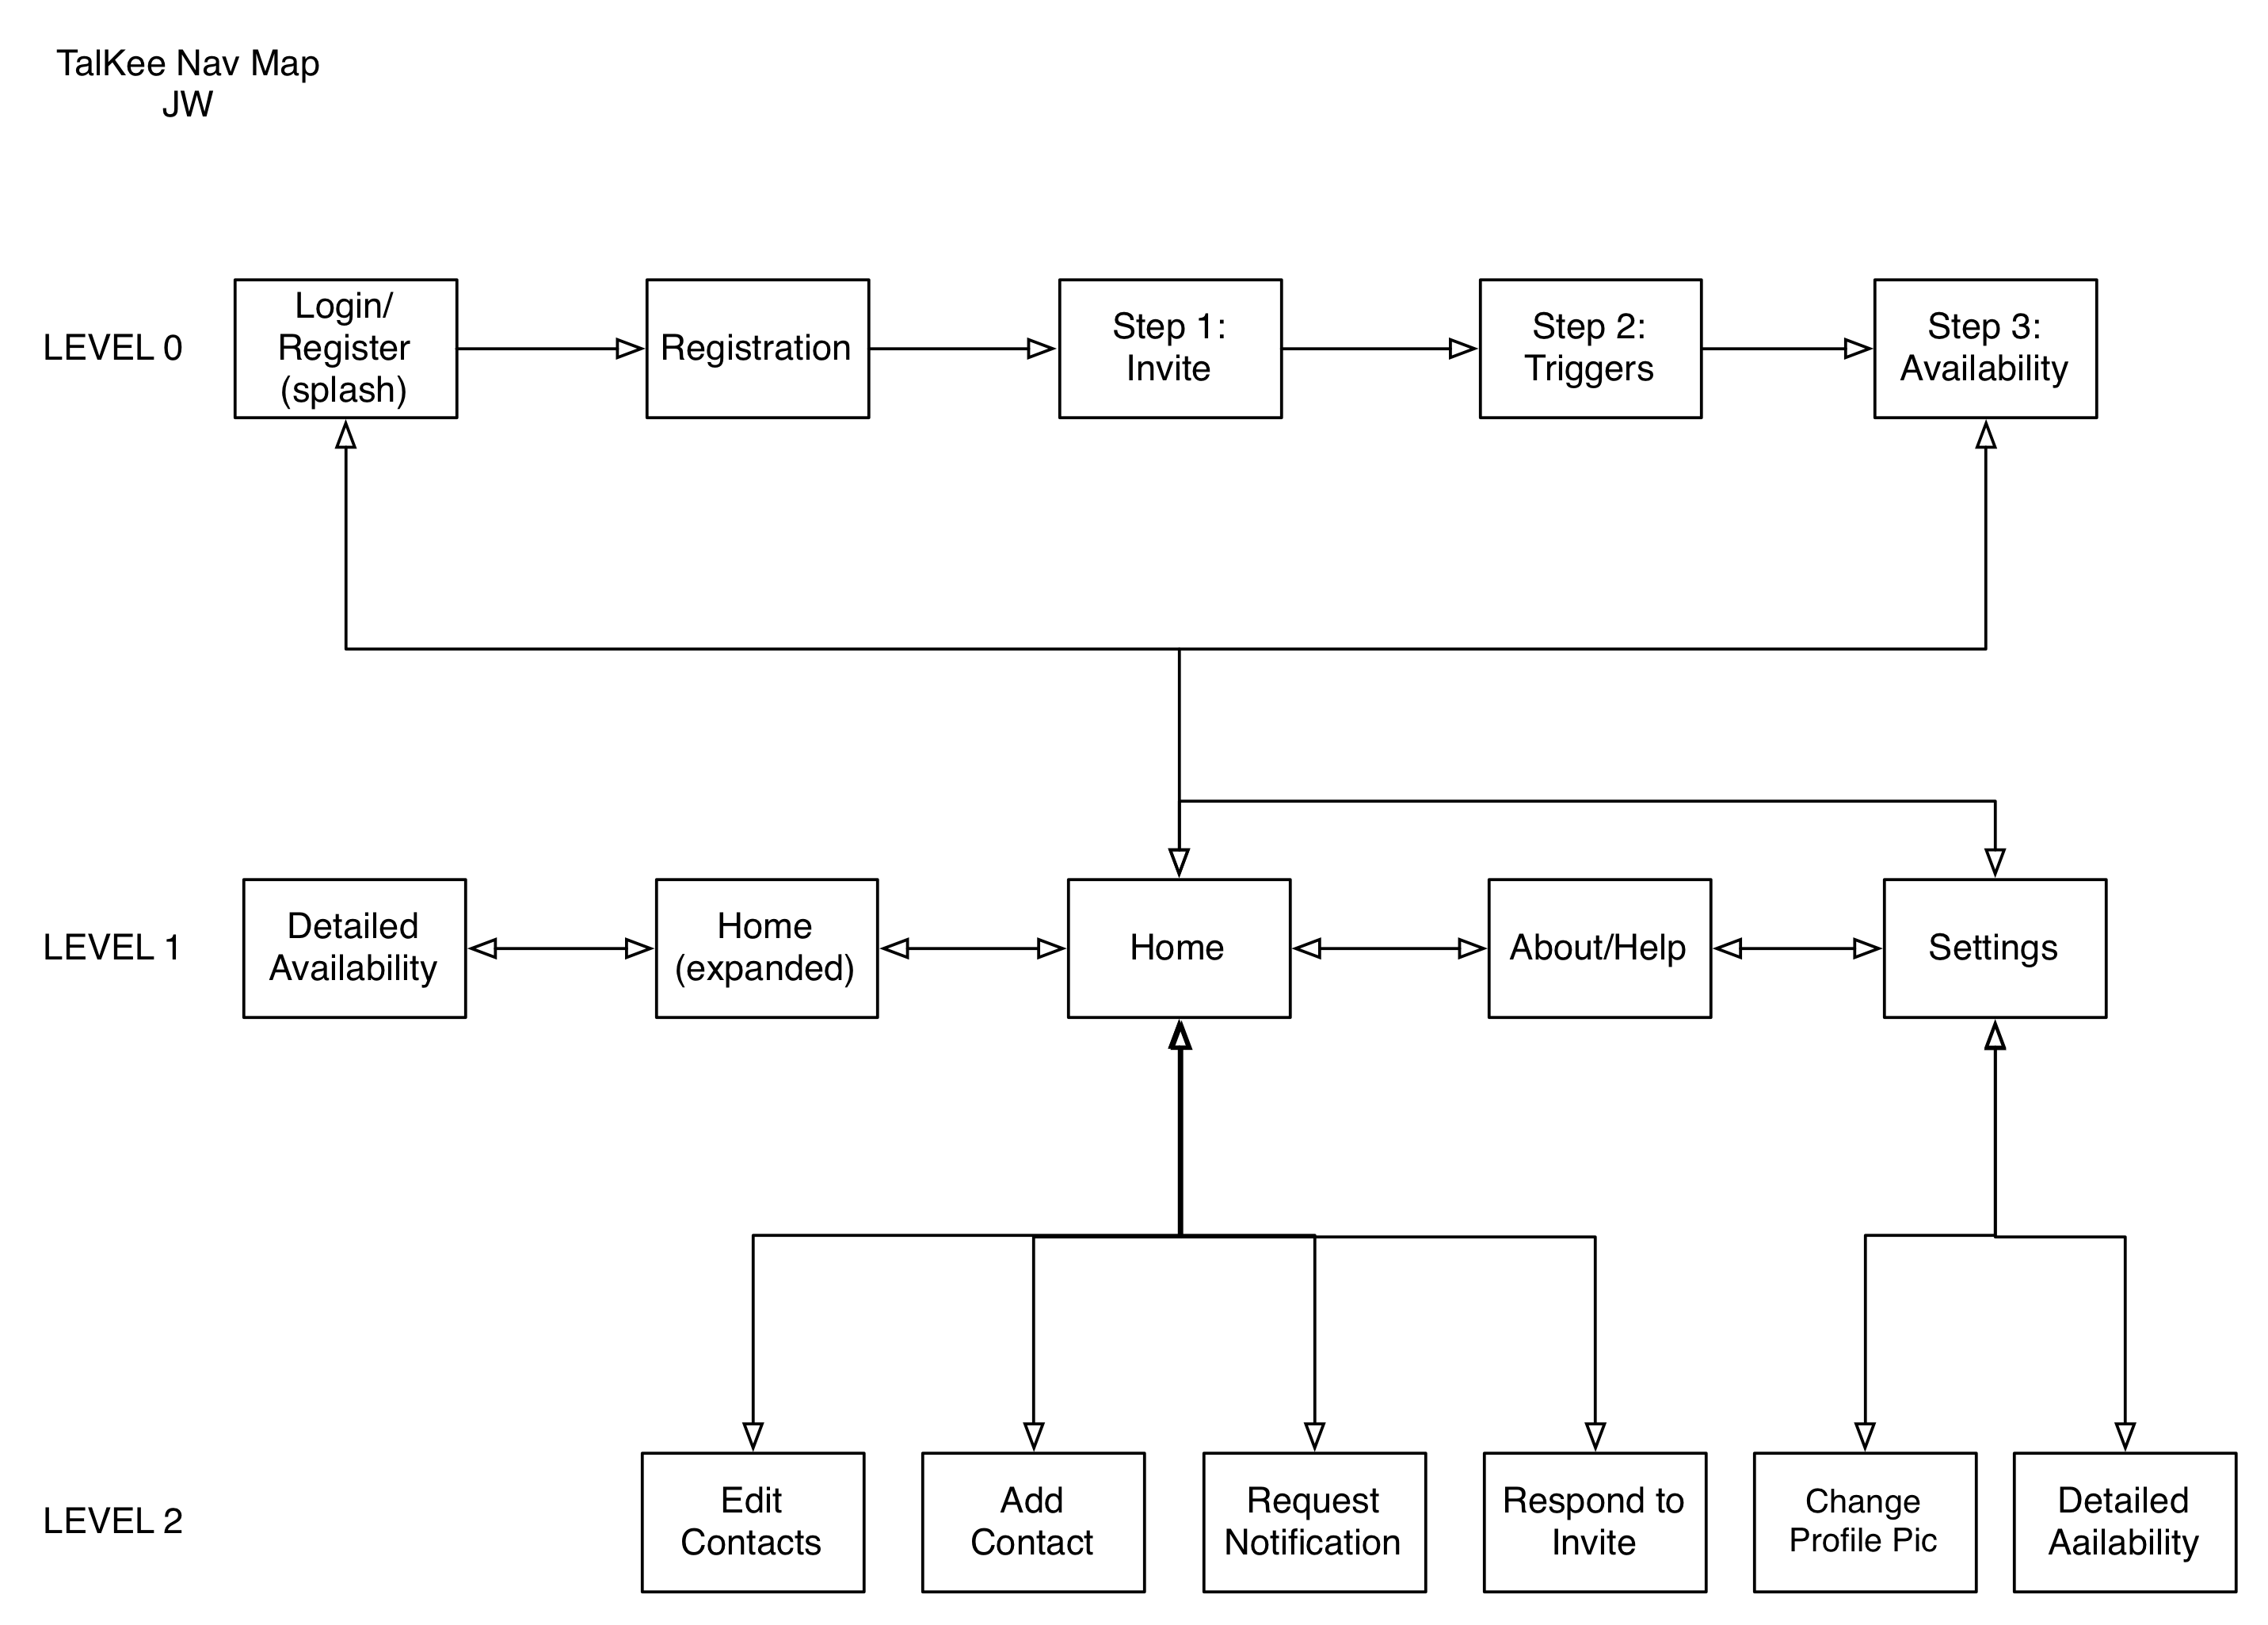 TalKee Nav Map
JW
LEVEL 0
Login/
Register
(splash)
Registration
Step 1:
Invite
Step 2:
Triggers
Step 3:
Availability
LEVEL 1
Detailed
Availability
Home
(expanded)
Home
About/Help
Settings
LEVEL 2
Edit
Contacts
Add
Contact
Request
Notification
Respond to
Invite
Change
Profile Pic
Detailed
Aailability